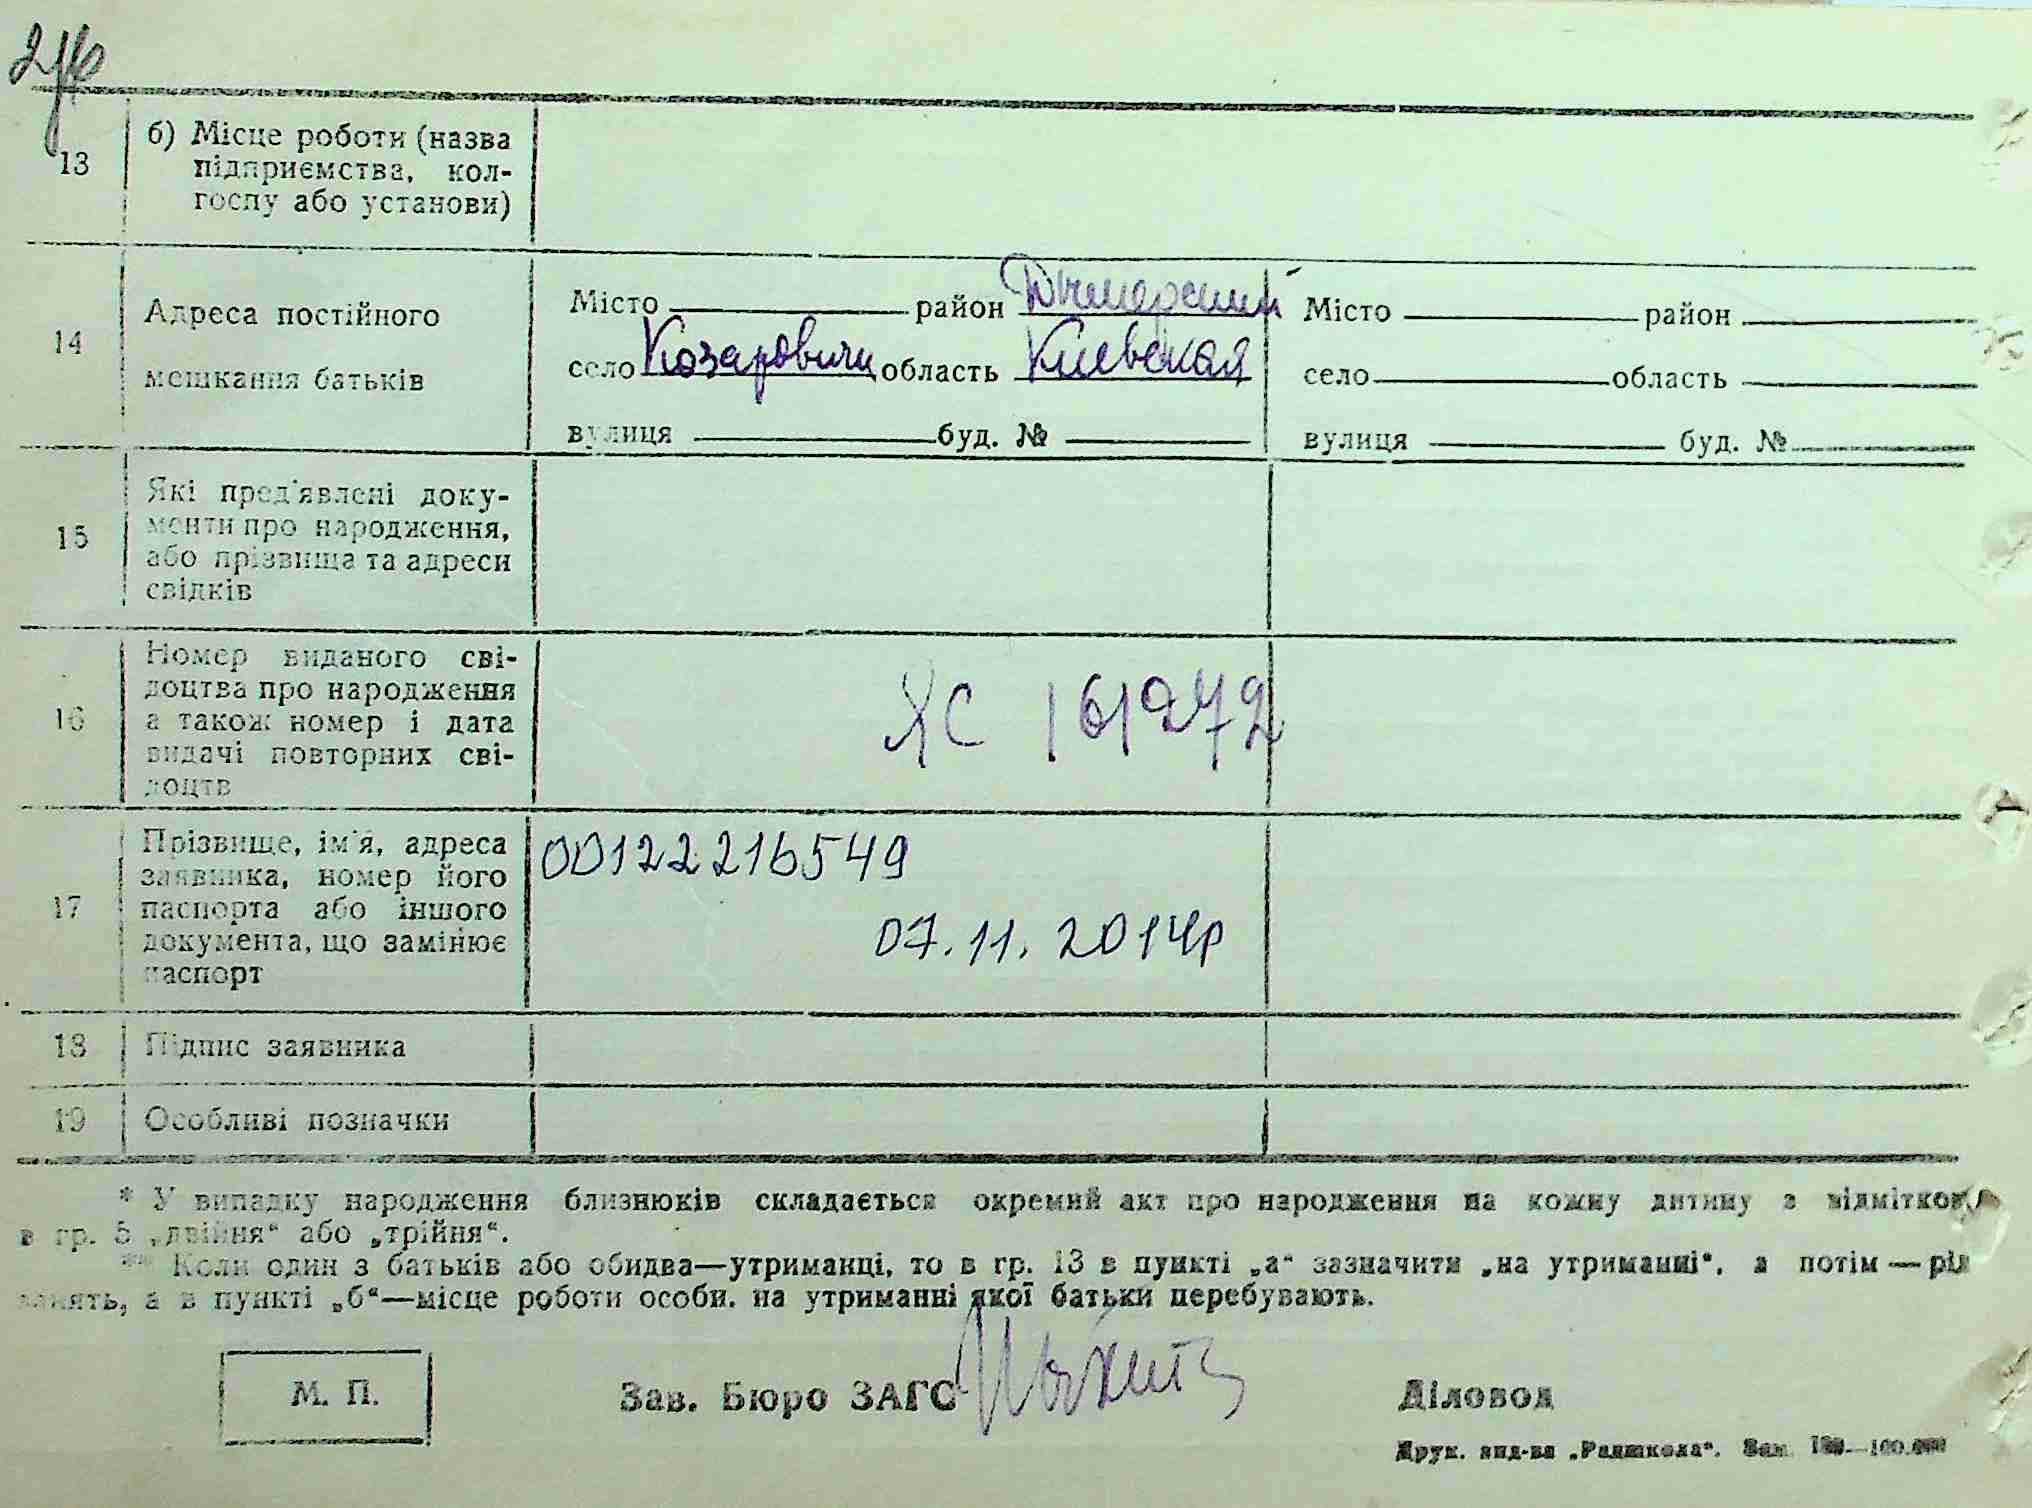 13
б) Місце роботи (назва
підприємства, кол-
госпу або установи)
14
Адреса постійного
мешкання батьків
Місто район Дымерский
село Козаровичи область Киевская
вулиця буд. №
Місто район
село область
вулиця буд. №
15
Які пред'явлені доку-
менти про народження,
або прізвища та адреси
свідків
16
Номер виданого сві-
доцтва про народження
а також номер і дата
видачі повторних сві-
доцтв
ЯС 161272
17
Прізвище, ім'я, адреса
заявника, номер його
паспорта або іншого
документа, що замінює
паспорт
00122216549
07.11.2014р
18
Підпис заявника
19
Особливі позначки
* У випадку народження близнюків складається окремий акт про народження на кожну дитину з відміткою
в гр. 5 „двійня“ або „трійня“.
** Коли один з батьків або обидва—утриманці, то в гр. 13 в пункті „а“ зазначити „на утриманні“, а потім—рід
занять, а в пункті „б“—місце роботи особи, на утриманні якої батьки перебувають.
М. П.
Зав. Бюро ЗАГС
Діловод
Друк. вид-ва „Радшкола“. Зам. 100.000